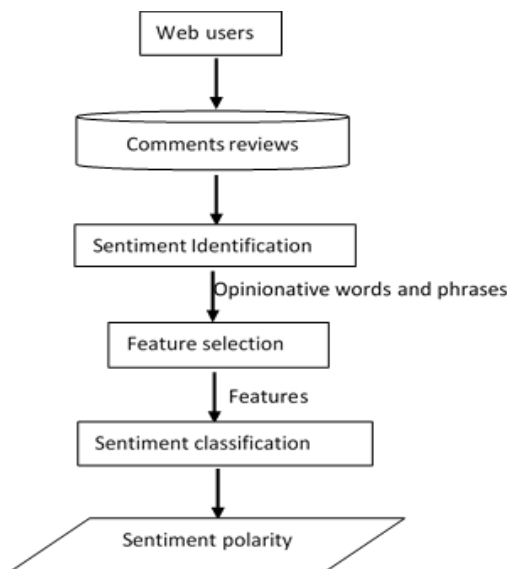 Web users
Comments reviews
Sentiment Identification
Opinionative words and phrases
Feature selection
Features
Sentiment classification
Sentiment polarity